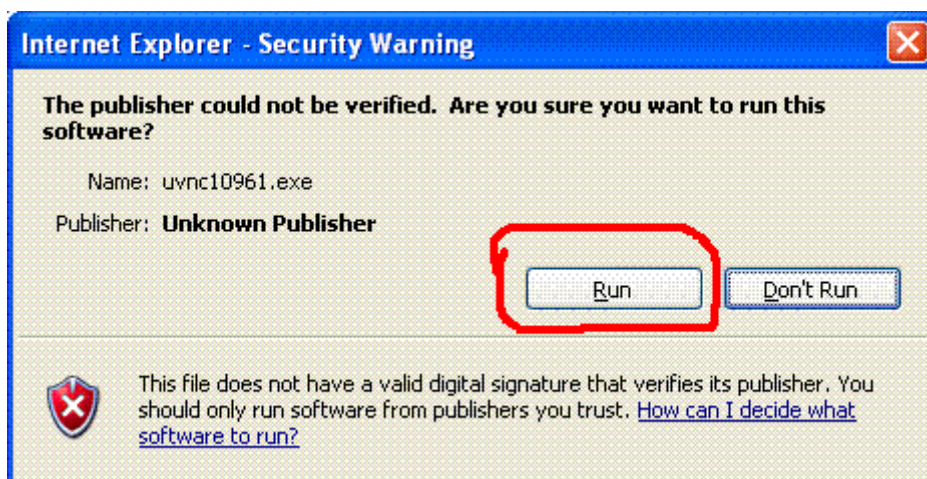 Internet Explorer - Security Warning
The publisher could not be verified. Are you sure you want to run this
software?
Name: uvnc10961.exe
Publisher: Unknown Publisher
Run Don't Run
This file does not have a valid digital signature that verifies its publisher. You
should only run software from publishers you trust. How can I decide what
software to run?